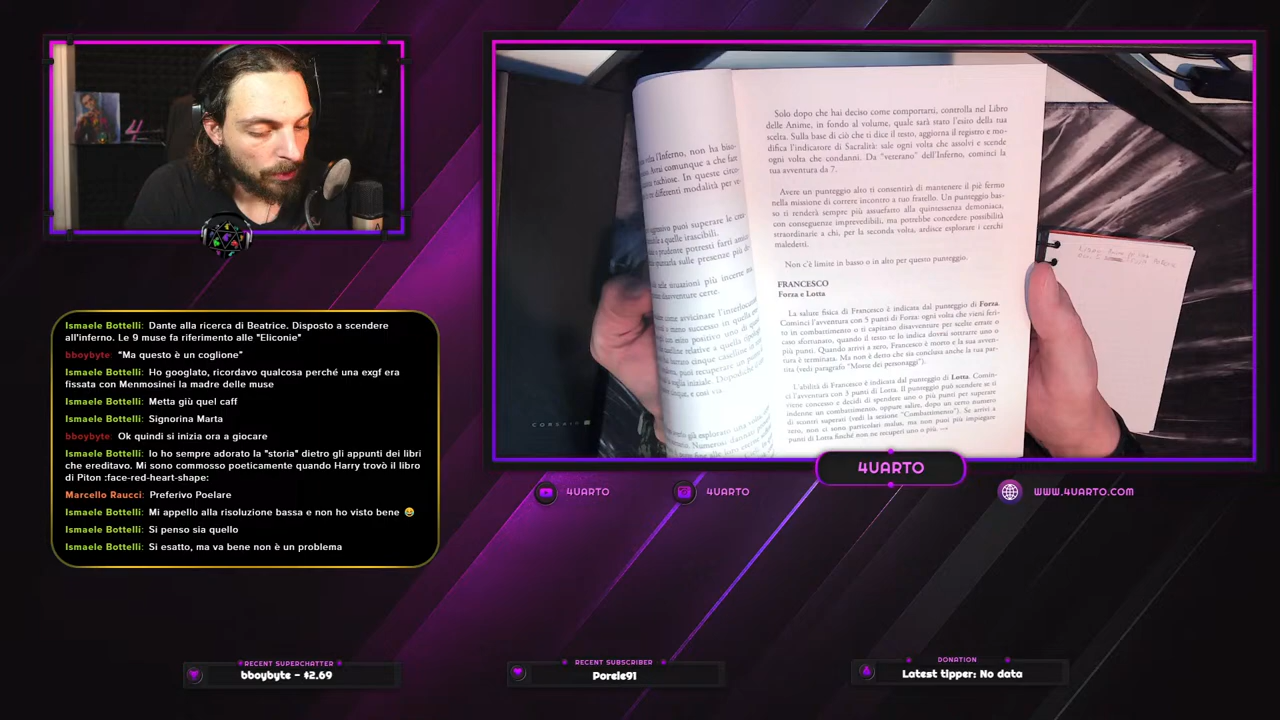 Ismaele Bottelli: Dante alla ricerca di Beatrice. Disposto a scendere
all'inferno. Le 9 muse fa riferimento alle "Eliconie"
bboybyte: "Ma questo è un coglione"
Ismaele Bottelli: Ho googlato, ricordavo qualcosa perché una exgf era
fissata con Menmosinei la madre delle muse
Ismaele Bottelli: Metta giù quel caff
Ismaele Bottelli: Signorina Marta
bboybyte: Ok quindi si inizia ora a giocare
Ismaele Bottelli: Io ho sempre adorato la "storia" dietro gli appunti dei libri
che ereditavo. Mi sono commosso poeticamente quando Harry trovò il libro
di Piton :face-red-heart-shape:
Marcello Raucci: Preferivo Poelare
Ismaele Bottelli: Mi appello alla risoluzione bassa e non ho visto bene 😅
Ismaele Bottelli: Si penso sia quello
Ismaele Bottelli: Si esatto, ma va bene non è un problema
Solo dopo che hai deciso come comportarti, controlla nel Libro
delle Anime, in fondo al volume, quale sarà stato l'esito della tua
scelta. Sulla base di ciò che ti dice il testo, aggiorna il registro e mo-
difica l'indicatore di Sacralità: sale ogni volta che assolvi e scende
ogni volta che condanni. Da "veterano" dell'Inferno, cominci la
tua avventura da 7.
Avere un punteggio alto ti consentirà di mantenere il piè fermo
nella missione di correre incontro a tuo fratello. Un punteggio bas-
so ti renderà sempre più assuefatto alla quintessenza demoniaca,
con conseguenze imprevedibili, ma potrebbe concedere possibilità
straordinarie a chi, per la seconda volta, ardisce esplorare i cerchi
maledetti.
Non c'è limite in basso o in alto per questo punteggio.
FRANCESCO
Forza e Lotta
La salute fisica di Francesco è indicata dal punteggio di Forza.
Cominci l'avventura con 5 punti di Forza: ogni volta che vieni feri-
to in combattimento o ti capitano disavventure per scelte errate o
caso sfortunato, quando il testo te lo indica dovrai sottrarre uno o
più punti. Quando arrivi a zero, Francesco è morto e la sua avven-
tura è terminata. Ma non è detto che sia conclusa anche la tua par-
tita (vedi paragrafo "Morte dei personaggi").
L'abilità di Francesco è indicata dal punteggio di Lotta. Comin-
ci l'avventura con 3 punti di Lotta: il punteggio può scendere se ti
viene concesso e decidi di spendere uno o più punti per superare
indenne un combattimento, oppure salire, dopo un certo numero
di scontri superati (vedi la sezione "Combattimento"). Se arrivi a
zero, non ci sono particolari malus, ma non puoi più impiegare
punti di Lotta finché non ne recuperi uno o più.
CORSAIR
4UARTO
4UARTO
4UARTO
WWW.4UARTO.COM
RECENT SUPERCHATTER
bboybyte - $2.69
RECENT SUBSCRIBER
Porele91
DONATION
Latest tipper: No data